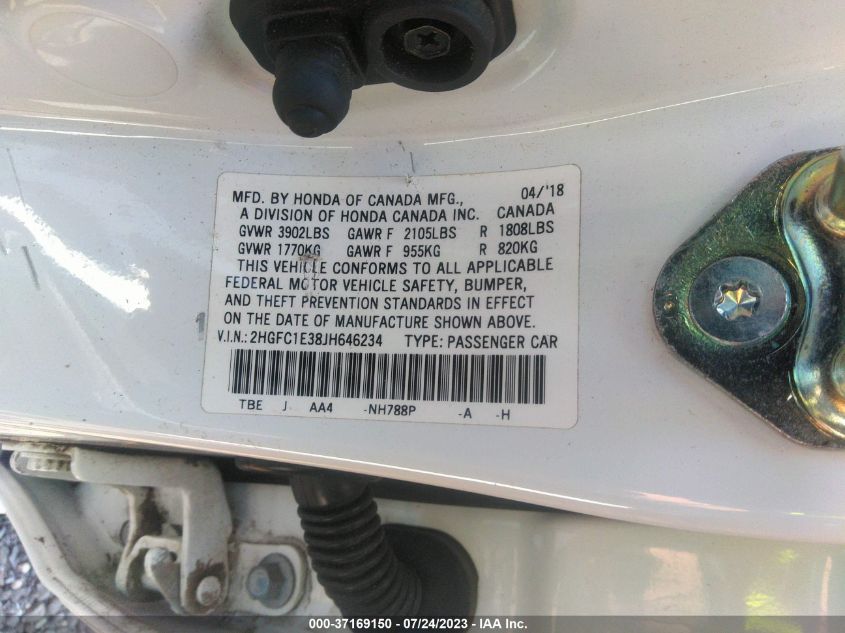 MFD. BY HONDA OF CANADA MFG., 04/'18
A DIVISION OF HONDA CANADA INC. CANADA
GVWR 3902LBS GAWR F 2105LBS R 1808LBS
GVWR 1770KG GAWR F 955KG R 820KG
THIS VEHICLE CONFORMS TO ALL APPLICABLE
FEDERAL MOTOR VEHICLE SAFETY, BUMPER,
AND THEFT PREVENTION STANDARDS IN EFFECT
ON THE DATE OF MANUFACTURE SHOWN ABOVE.
V.I.N.: 2HGFC1E38JH646234 TYPE: PASSENGER CAR
TBE J AA4 -NH788P -A -H
000-37169150 / 07/24/2023 - IAA Inc.